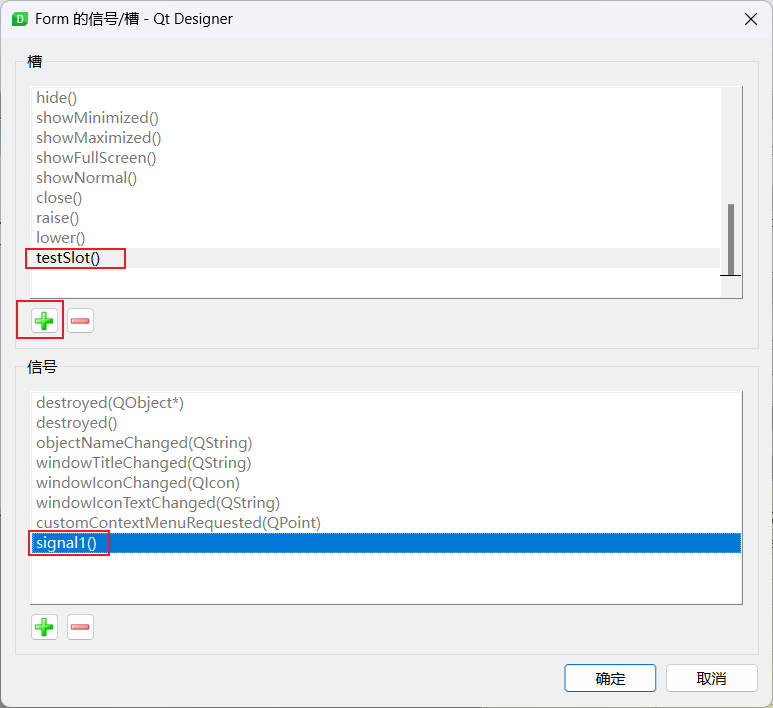 D Form 的信号/槽 - Qt Designer
槽
hide()
showMinimized()
showMaximized()
showFullScreen()
showNormal()
close()
raise()
lower()
testSlot()
信号
destroyed(QObject*)
destroyed()
objectNameChanged(QString)
windowTitleChanged(QString)
windowIconChanged(QIcon)
windowIconTextChanged(QString)
customContextMenuRequested(QPoint)
signal1()
确定
取消